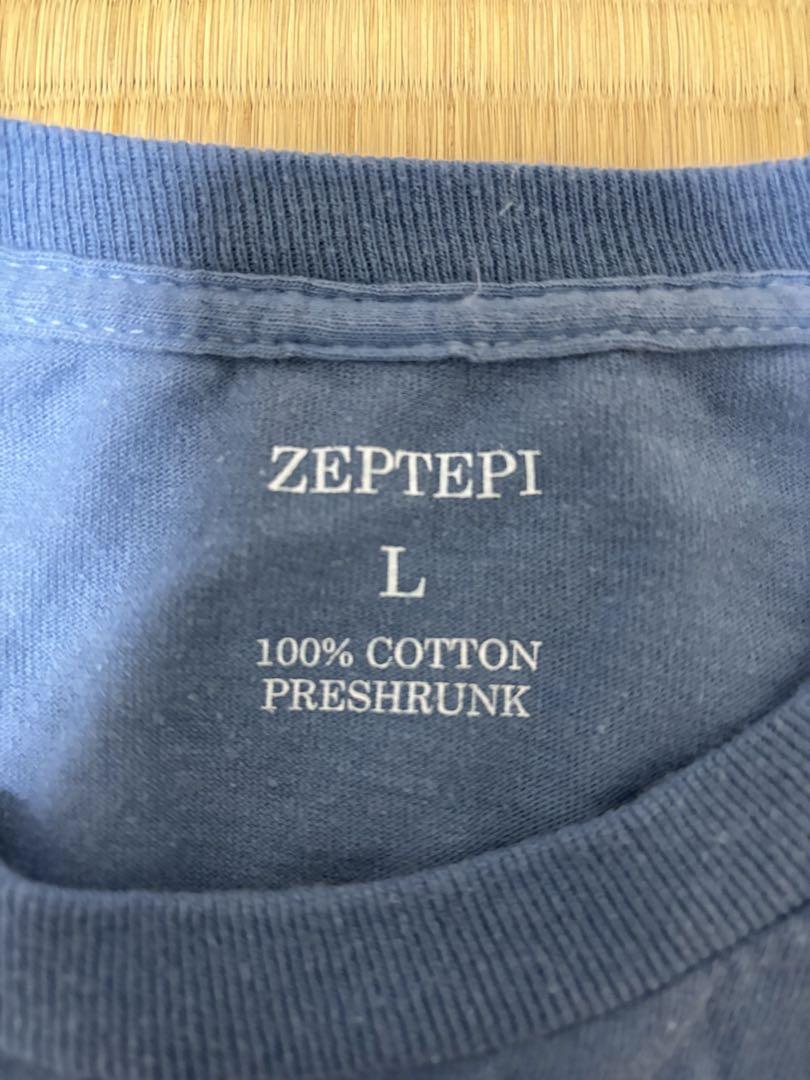 ZEPTEPI
L
100% COTTON
PRESHRUNK